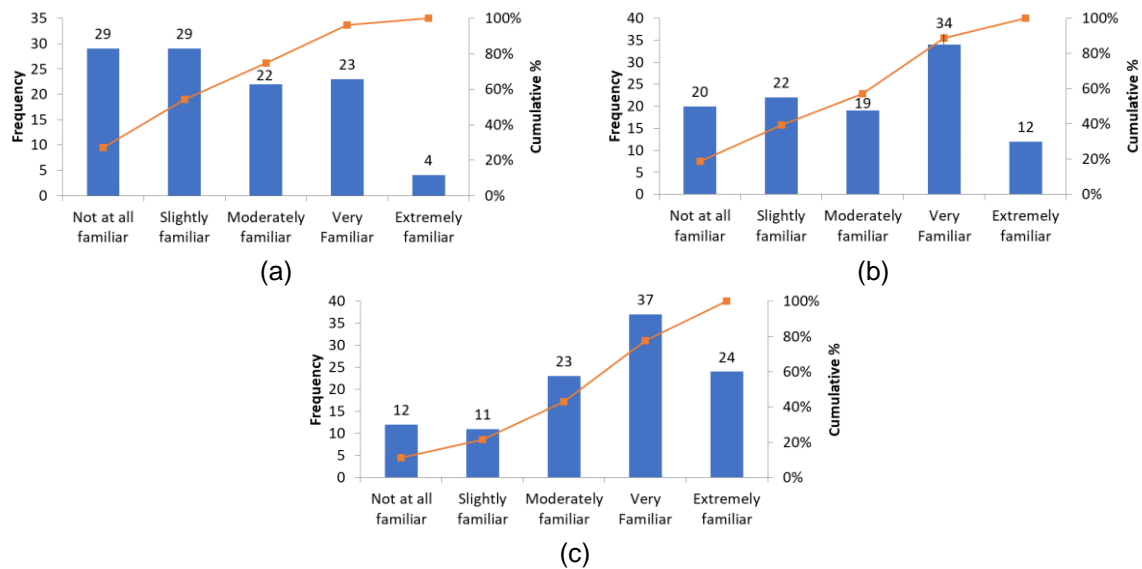 35
30
25
20
15
10
5
0
Frequency
29
29
22
23
4
100%
80%
60%
40%
20%
0%
Cumulative %
Not at all familiar
Slightly familiar
Moderately familiar
Very Familiar
Extremely familiar
(a)
40
35
30
25
20
15
10
5
0
Frequency
20
22
19
34
12
100%
80%
60%
40%
20%
0%
Cumulative %
Not at all familiar
Slightly familiar
Moderately familiar
Very Familiar
Extremely familiar
(b)
40
35
30
25
20
15
10
5
0
Frequency
12
11
23
37
24
100%
80%
60%
40%
20%
0%
Cumulative %
Not at all familiar
Slightly familiar
Moderately familiar
Very Familiar
Extremely familiar
(c)